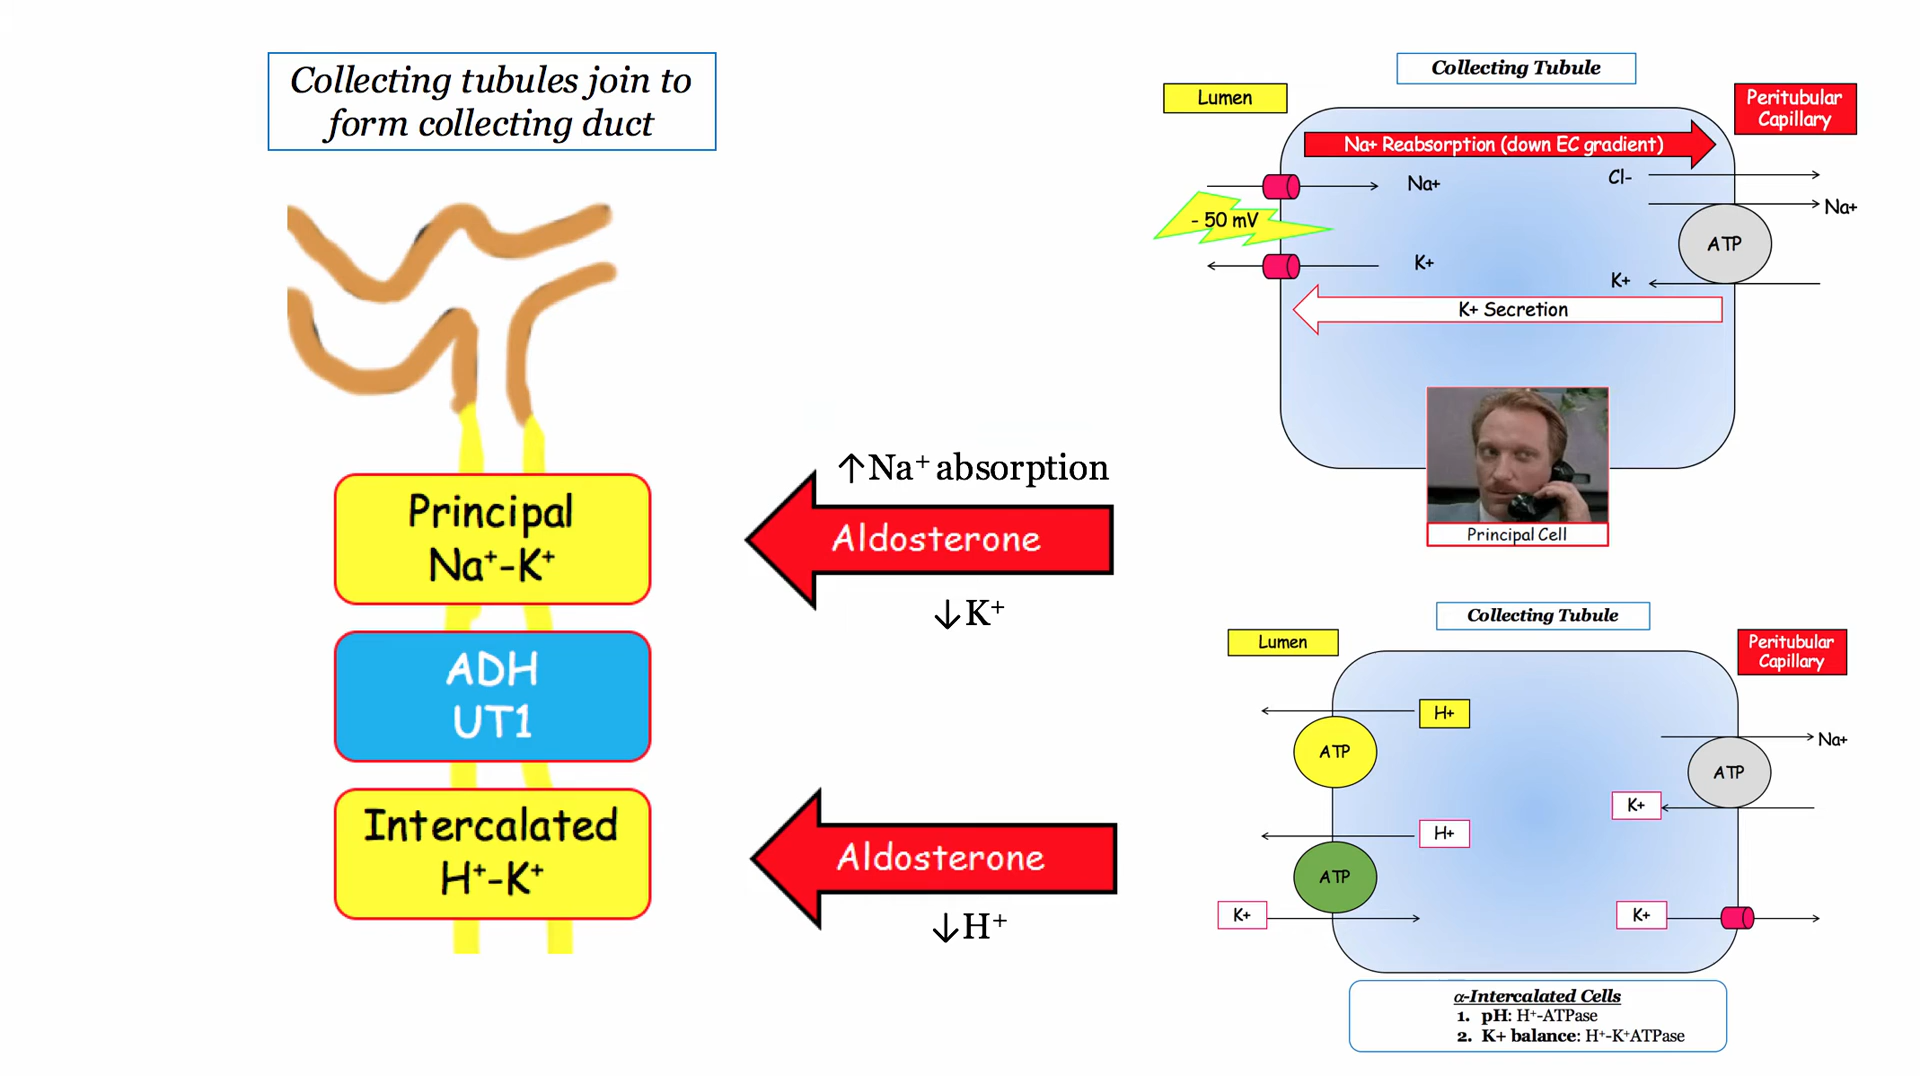 Collecting tubules join to
form collecting duct
Principal
Na⁺-K⁺
ADH
UT1
Intercalated
H⁺-K⁺
↑Na⁺ absorption
Aldosterone
↓K⁺
Aldosterone
↓H⁺
Collecting Tubule
Lumen
Peritubular
Capillary
Na+ Reabsorption (down EC gradient)
Na+
Cl-
Na+
- 50 mV
ATP
K+
K+
K+ Secretion
Principal Cell
Collecting Tubule
Lumen
Peritubular
Capillary
H+
ATP
Na+
ATP
K+
H+
ATP
K+
K+
α-Intercalated Cells
1. pH: H⁺-ATPase
2. K+ balance: H⁺-K⁺ATPase